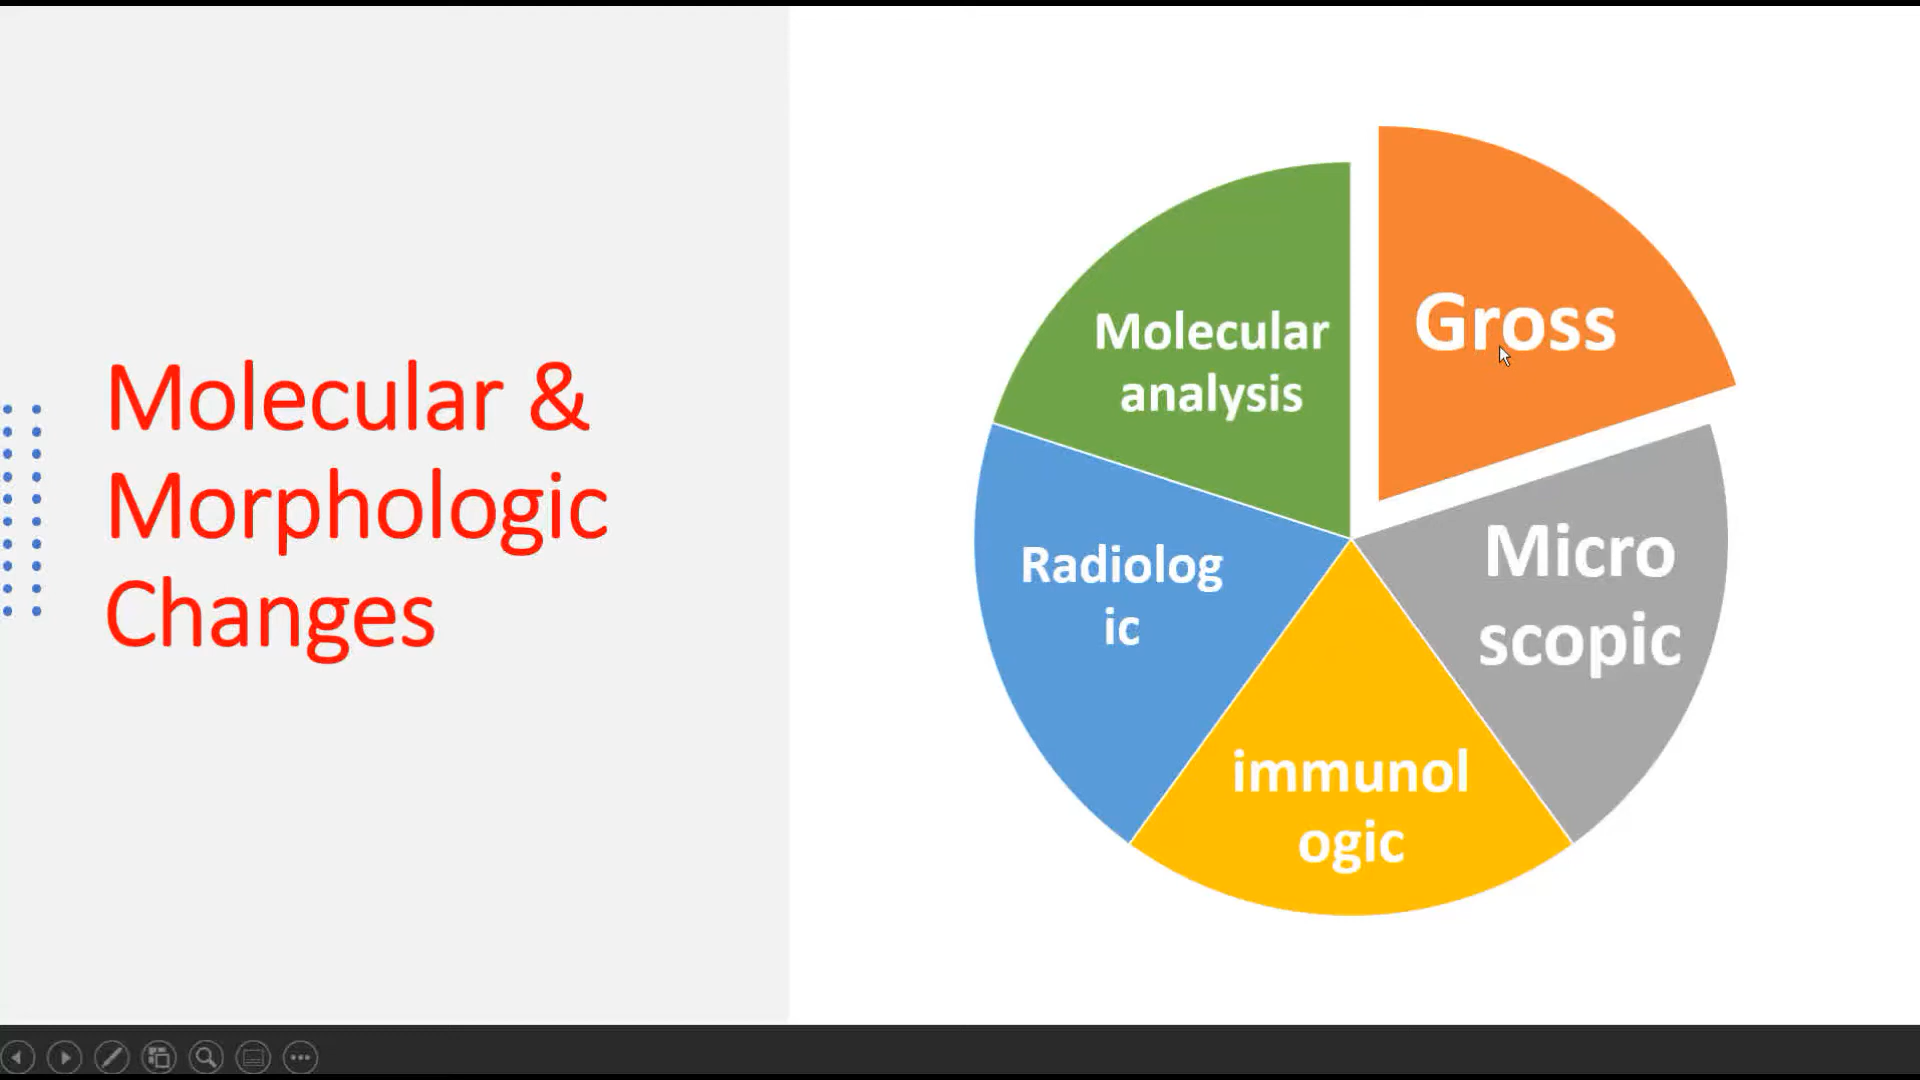 Molecular &
Morphologic
Changes
Gross
Micro
scopic
immunol
ogic
Radiolog
ic
Molecular
analysis